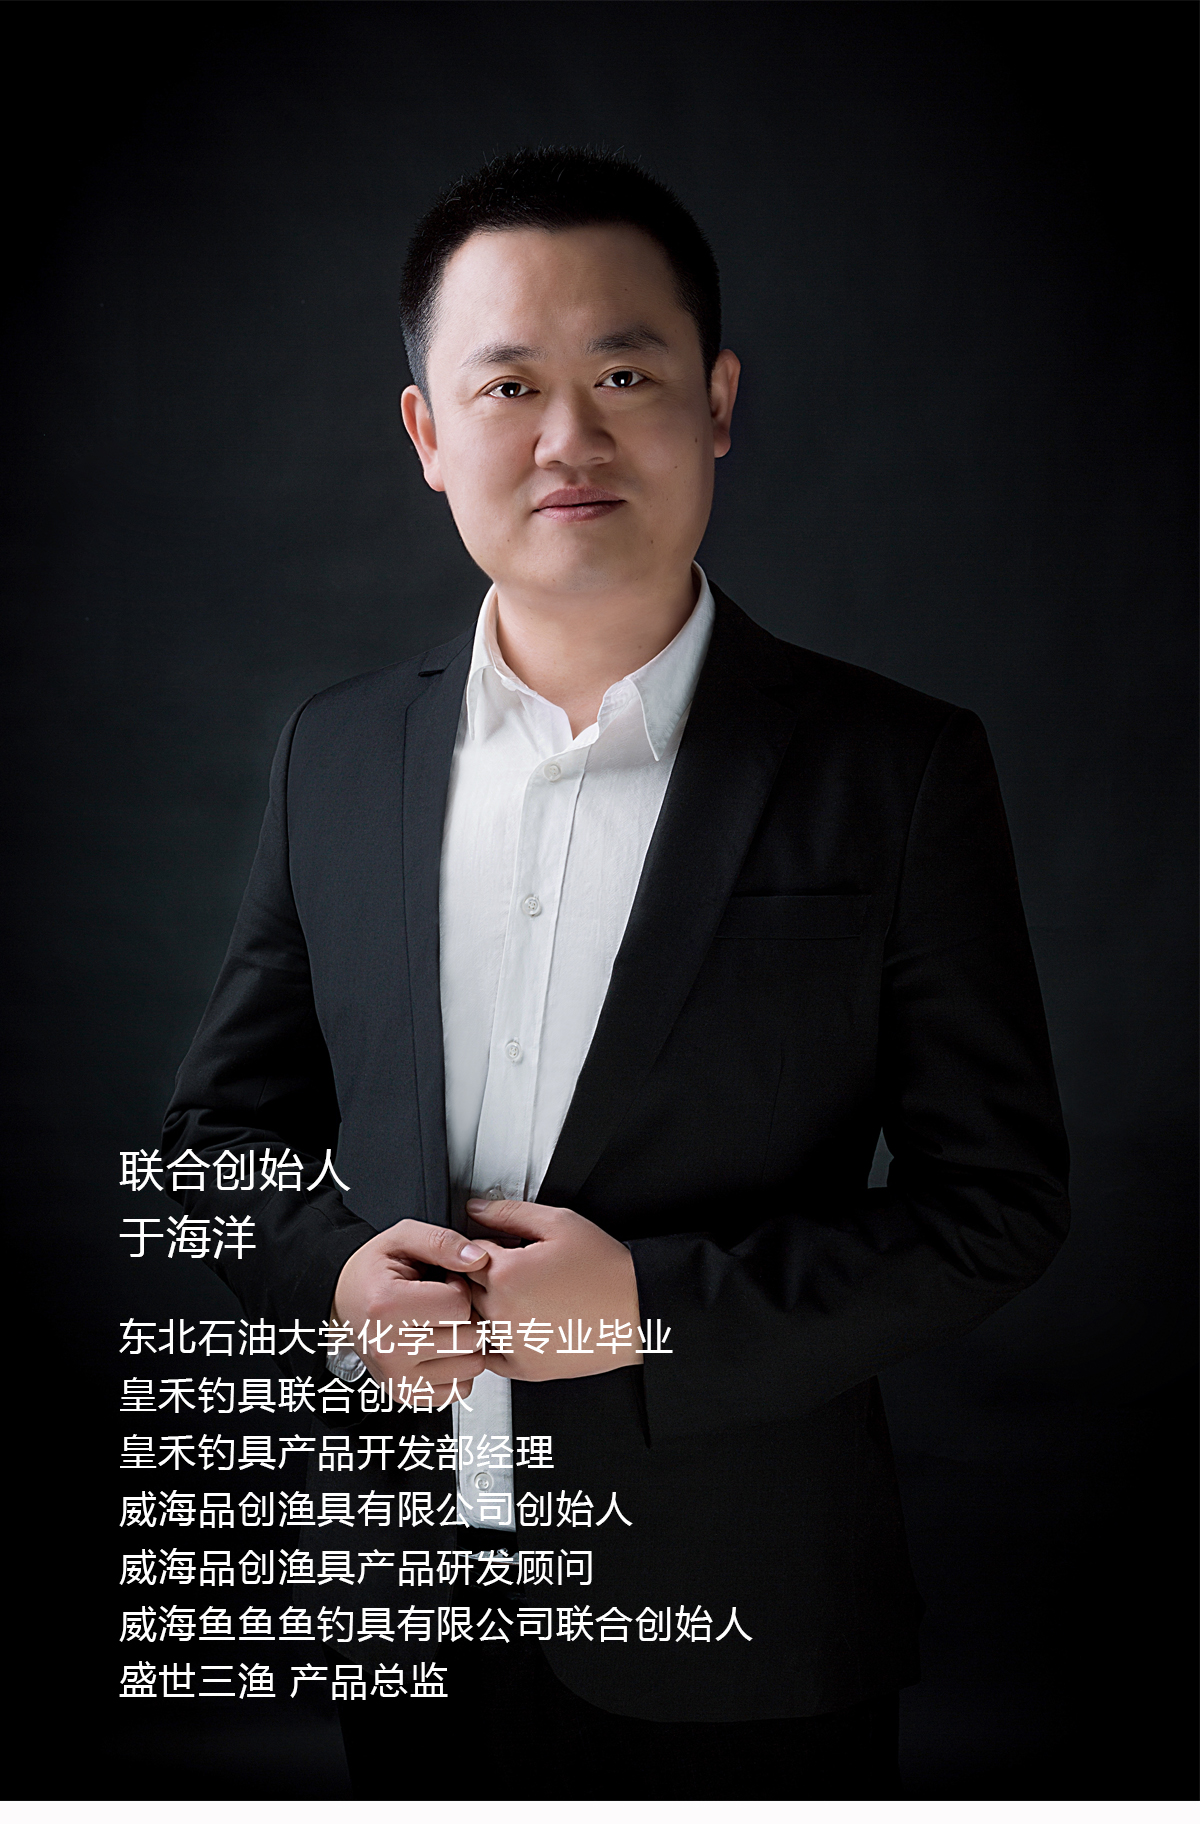 联合创始人
于海洋
东北石油大学化学工程专业毕业
皇禾钓具联合创始人
皇禾钓具产品开发部经理
威海品创渔具有限公司创始人
威海品创渔具产品研发顾问
威海鱼鱼鱼钓具有限公司联合创始人
盛世三渔 产品总监